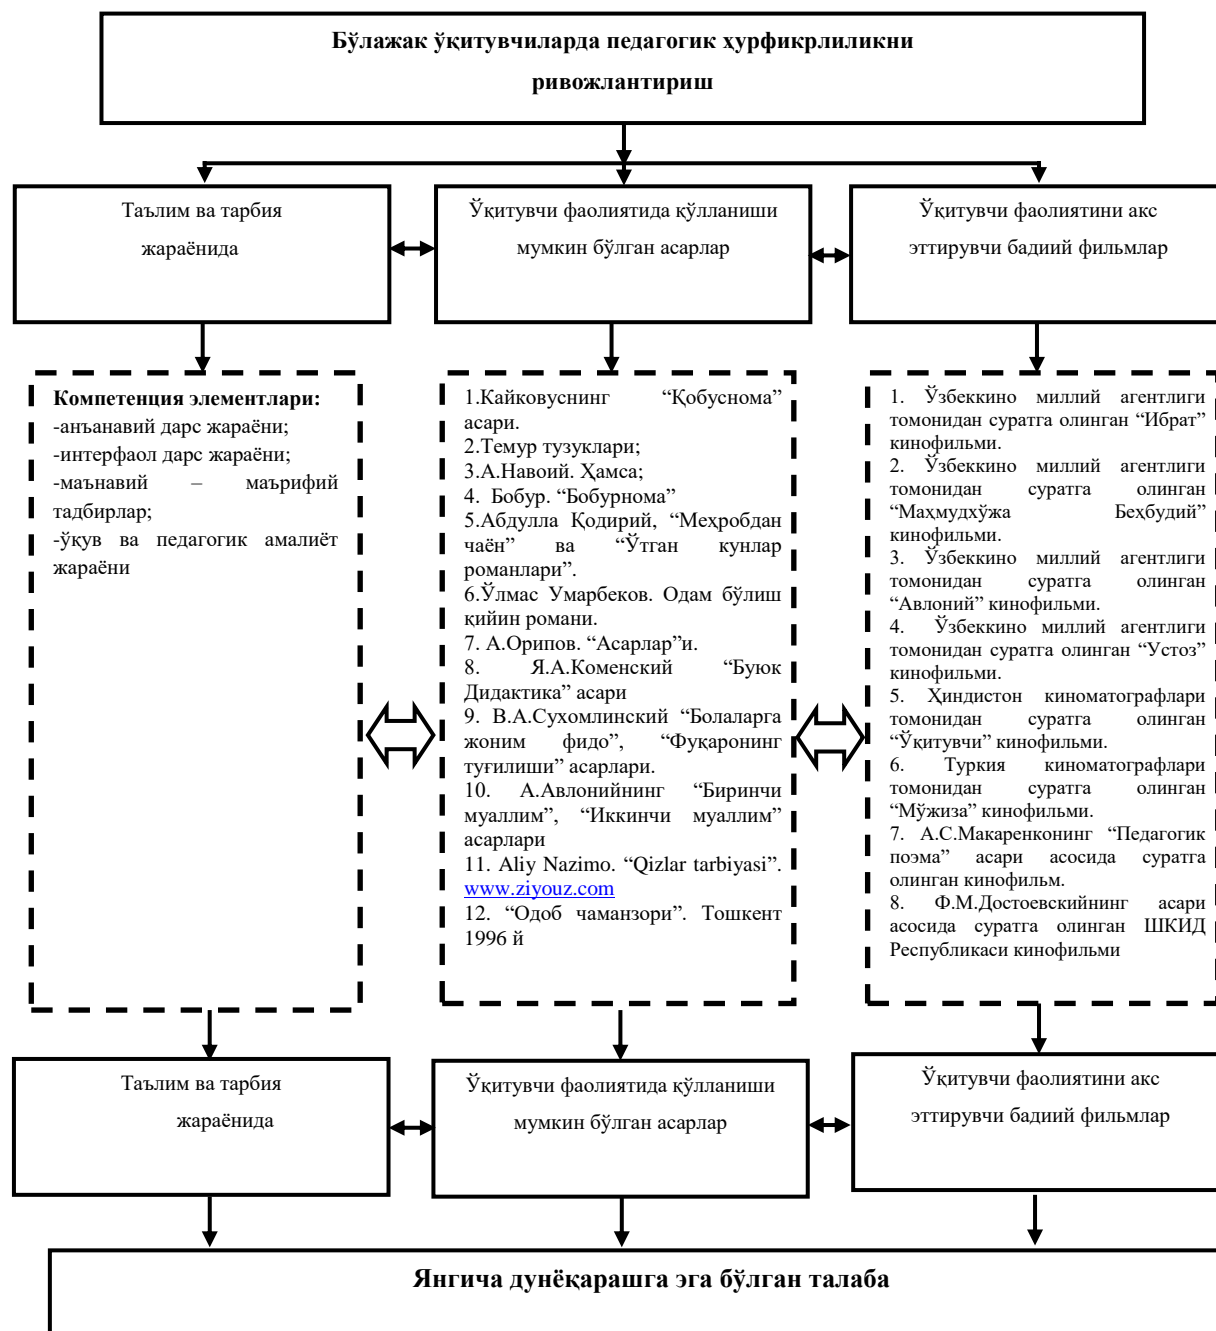 Бўлажак ўқитувчиларда педагогик ҳурфикрлиликни
ривожлантириш
Таълим ва тарбия
жараёнида
Ўқитувчи фаолиятида қўлланиши
мумкин бўлган асарлар
Ўқитувчи фаолиятини акс
эттирувчи бадиий фильмлар
Компетенция элементлари:
-анъанавий дарс жараёни;
-интерфаол дарс жараёни;
-маънавий – маърифий
тадбирлар;
-ўқув ва педагогик амалиёт
жараёни
1.Кайковуснинг “Қобуснома”
асари.
2.Темур тузуклари;
3.А.Навоий. Ҳамса;
4. Бобур. “Бобурнома”
5.Абдулла Қодирий, “Меҳробдан
чаён” ва “Ўтган кунлар
романлари”.
6.Ўлмас Умарбеков. Одам бўлиш
қийин романи.
7. А.Орипов. “Асарлар”и.
8. Я.А.Коменский “Буюк
Дидактика” асари
9. В.А.Сухомлинский “Болаларга
жоним фидо”, “Фуқаронинг
туғилиши” асарлари.
10. А.Авлонийнинг “Биринчи
муаллим”, “Иккинчи муаллим”
асарлари
11. Aliy Nazimo. “Qizlar tarbiyasi”.
www.ziyouz.com
12. “Одоб чаманзори”. Тошкент
1996 й
1. Ўзбеккино миллий агентлиги
томонидан суратга олинган “Ибрат”
кинофильми.
2. Ўзбеккино миллий агентлиги
томонидан суратга олинган
“Маҳмудхўжа Беҳбудий”
кинофильми.
3. Ўзбеккино миллий агентлиги
томонидан суратга олинган
“Авлоний” кинофильми.
4. Ўзбеккино миллий агентлиги
томонидан суратга олинган “Устоз”
кинофильми.
5. Ҳиндистон киноматографлари
томонидан суратга олинган
“Ўқитувчи” кинофильми.
6. Туркия киноматографлари
томонидан суратга олинган
“Мўжиза” кинофильми.
7. А.С.Макаренконинг “Педагогик
поэма” асари асосида суратга
олинган кинофильм.
8. Ф.М.Достоевскийнинг асари
асосида суратга олинган ШКИД
Республикаси кинофильми
Таълим ва тарбия
жараёнида
Ўқитувчи фаолиятида қўлланиши
мумкин бўлган асарлар
Ўқитувчи фаолиятини акс
эттирувчи бадиий фильмлар
Янгича дунёқарашга эга бўлган талаба